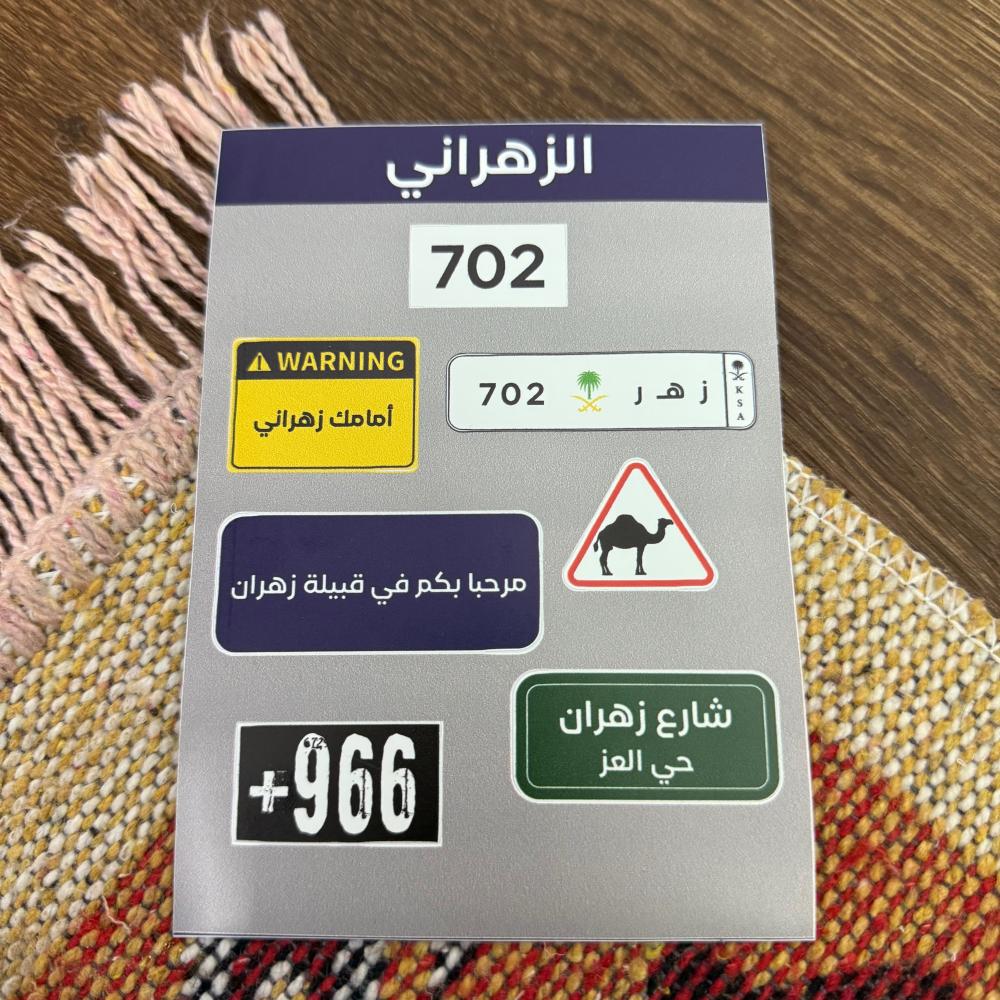 الزهراني
702
WARNING
أمامك زهراني
702 ر هـ ز
KSA
مرحبا بكم في قبيلة زهران
شارع زهران
حي العز
+966